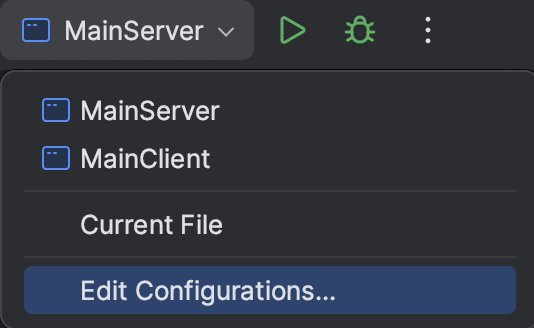 MainServer
MainServer
MainClient
Current File
Edit Configurations...